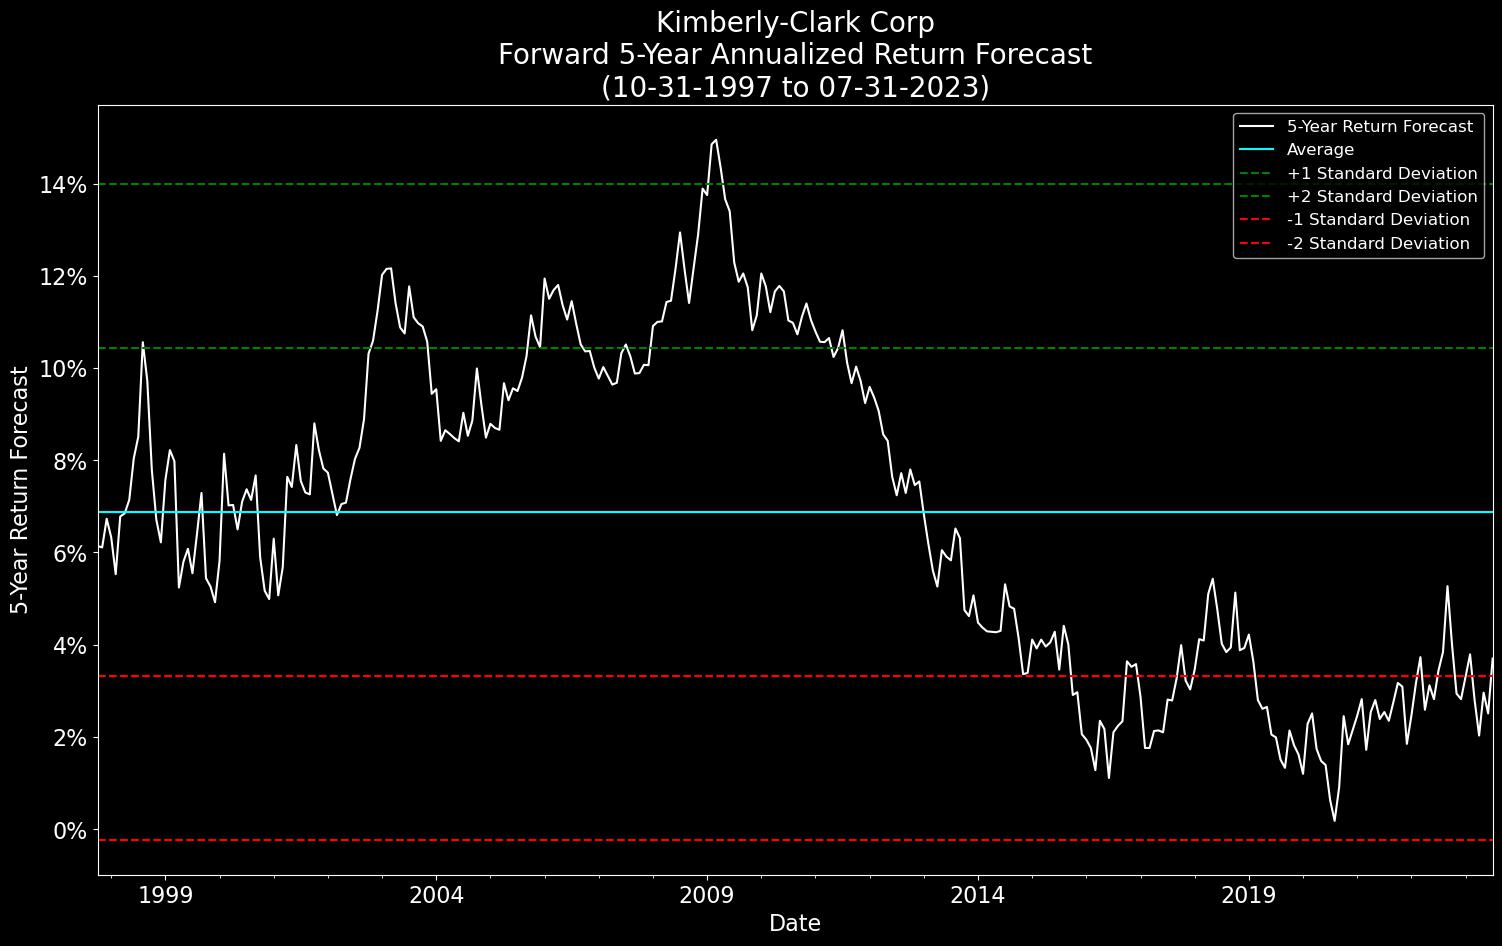 Kimberly-Clark Corp
Forward 5-Year Annualized Return Forecast
(10-31-1997 to 07-31-2023)
5-Year Return Forecast
Average
+1 Standard Deviation
+2 Standard Deviation
-1 Standard Deviation
-2 Standard Deviation
5-Year Return Forecast
14%
12%
10%
8%
6%
4%
2%
0%
1999
2004
2009
2014
2019
Date